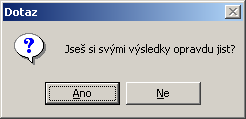 Dotaz
Jseš si svými výsledky opravdu jist?
Ano
Ne